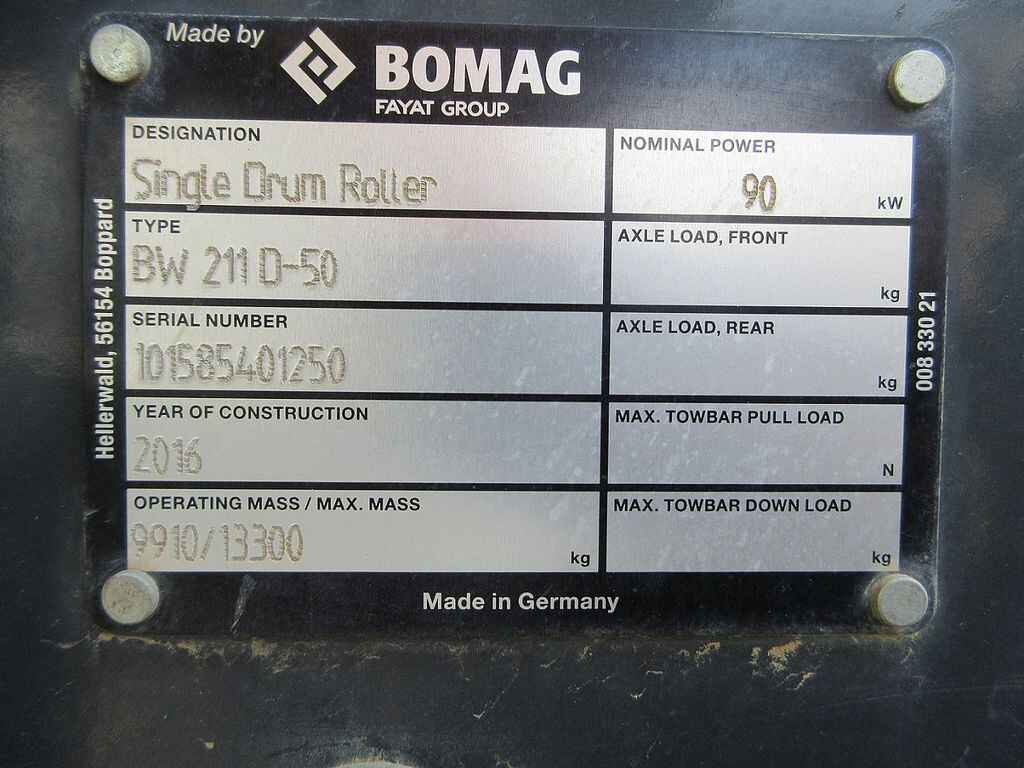 Made by
BOMAG
FAYAT GROUP
DESIGNATION
Single Drum Roller
NOMINAL POWER
90 kW
TYPE
BW 211 D-50
AXLE LOAD, FRONT
kg
SERIAL NUMBER
101585401250
AXLE LOAD, REAR
kg
YEAR OF CONSTRUCTION
2016
MAX. TOWBAR PULL LOAD
N
OPERATING MASS / MAX. MASS
9910/13300 kg
MAX. TOWBAR DOWN LOAD
kg
Made in Germany
Hellerwald, 56154 Boppard
008 330 21